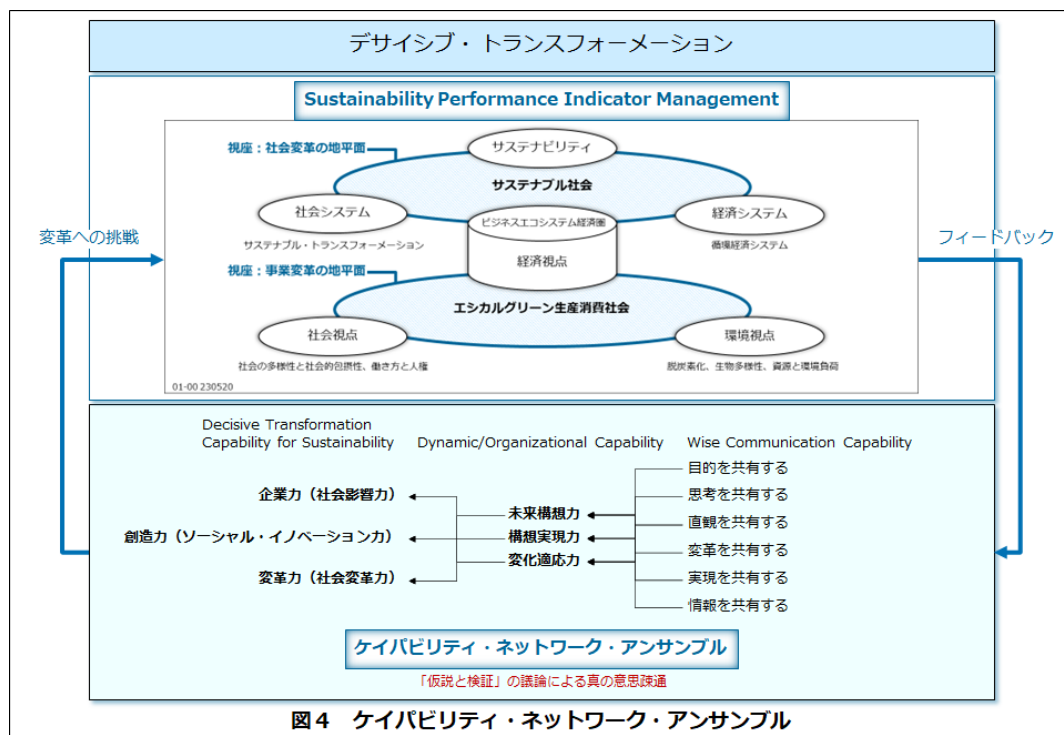 デサイシブ・トランスフォーメーション
Sustainability Performance Indicator Management
サステナビリティ
視座：社会変革の地平面
サステナブル社会
社会システム
経済システム
ビジネスエコシステム経済圏
サステナブル・トランスフォーメーション
循環経済システム
変革への挑戦
フィードバック
経済視点
視座：事業変革の地平面
エシカルグリーン生産消費社会
社会視点
環境視点
社会の多様性と社会的包摂性、働き方と人権
脱炭素化、生物多様性、資源と環境負荷
01-00 230520
Decisive Transformation
Capability for Sustainability
Dynamic/Organizational Capability
Wise Communication Capability
企業力（社会影響力）
創造力（ソーシャル・イノベーション力）
変革力（社会変革力）
未来構想力
構想実現力
変化適応力
目的を共有する
思考を共有する
直観を共有する
変革を共有する
実現を共有する
情報を共有する
ケイパビリティ・ネットワーク・アンサンブル
「仮説と検証」の議論による真の意思疎通
図４　ケイパビリティ・ネットワーク・アンサンブル